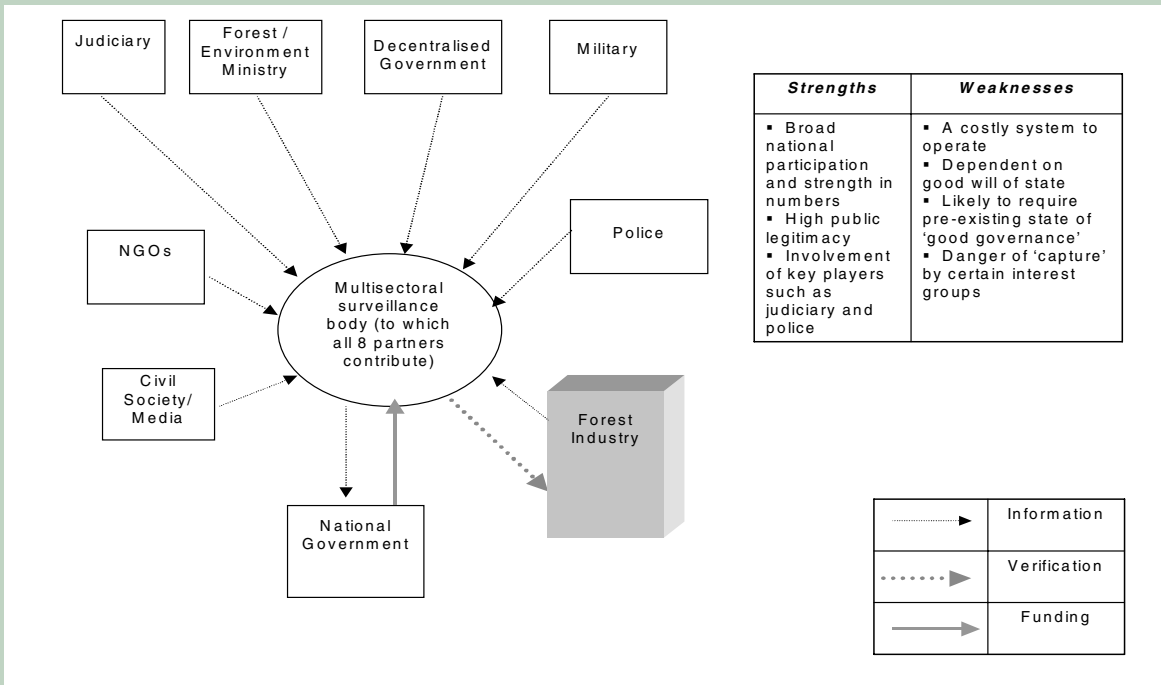 Judiciary
Forest /
Environment
Ministry
Decentralised
Government
Military
Strengths
Weaknesses
▪ Broad
national
participation
and strength in
numbers
▪ High public
legitimacy
▪ Involvement
of key players
such as
judiciary and
police
▪ A costly system to
operate
▪ Dependent on
good will of state
▪ Likely to require
pre-existing state of
‘good governance’
▪ Danger of ‘capture’
by certain interest
groups
NGOs
Police
Multisectoral
surveillance
body (to which
all 8 partners
contribute)
Civil
Society/
Media
Forest
Industry
National
Government
Information
Verification
Funding